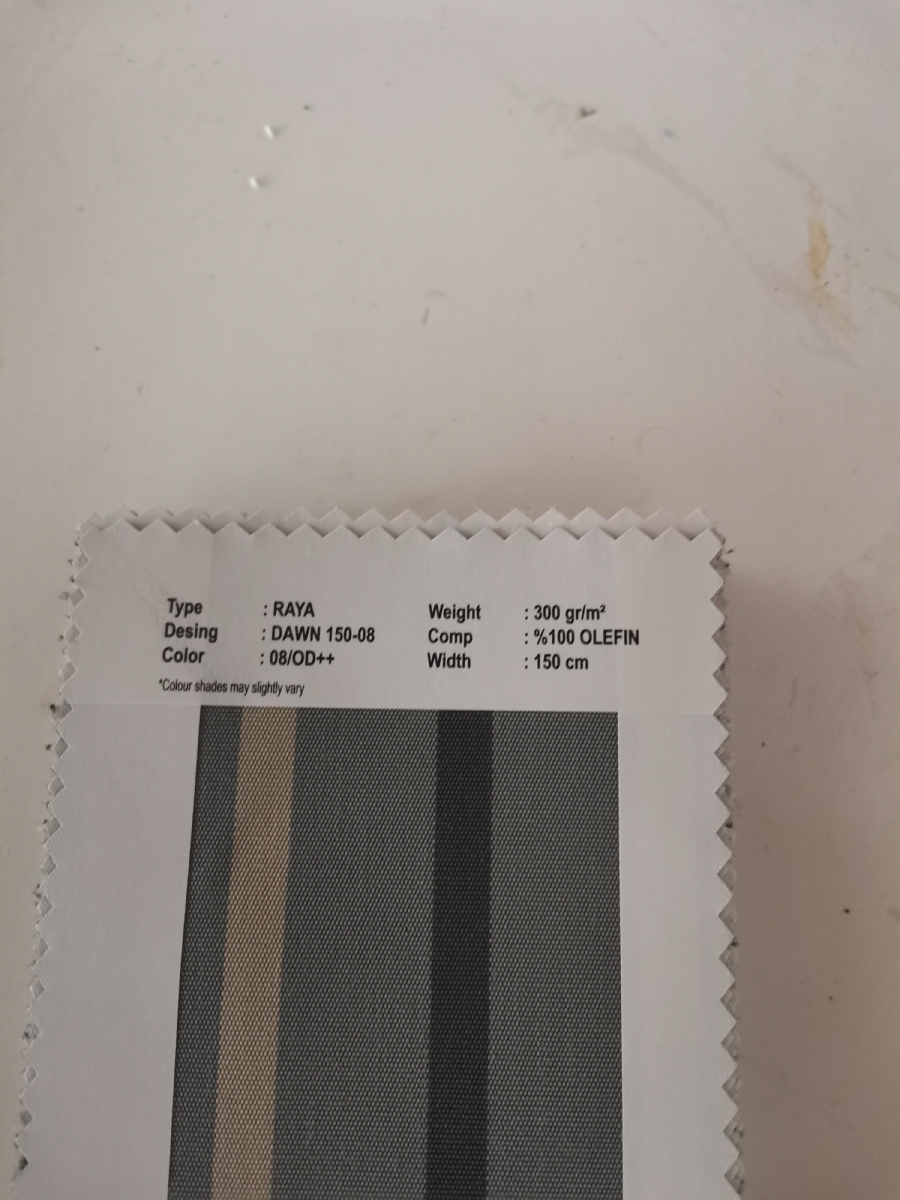 Type : RAYA
Desing : DAWN 150-08
Color : 08/OD++
*Colour shades may slightly vary
Weight : 300 gr/m²
Comp : %100 OLEFIN
Width : 150 cm